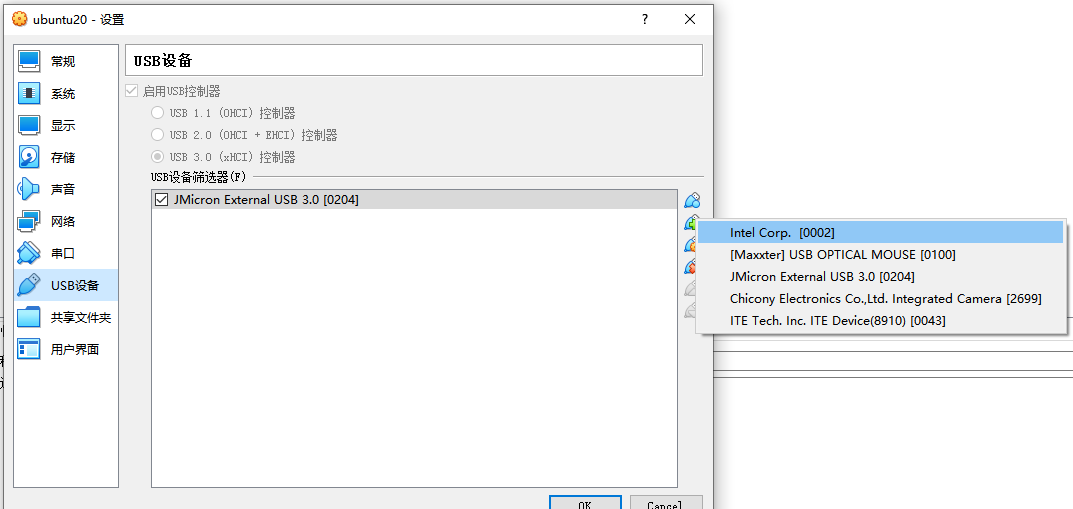 ubuntu20 - 设置
?
常规
系统
显示
存储
声音
网络
串口
USB设备
共享文件夹
用户界面
USB设备
启用USB控制器
USB 1.1 (OHCI) 控制器
USB 2.0 (OHCI + EHCI) 控制器
USB 3.0 (xHCI) 控制器
USB设备筛选器(F)
JMicron External USB 3.0 [0204]
Intel Corp.  [0002]
[Maxxter] USB OPTICAL MOUSE [0100]
JMicron External USB 3.0 [0204]
Chicony Electronics Co.,Ltd. Integrated Camera [2699]
ITE Tech. Inc. ITE Device(8910) [0043]
OK
Cancel